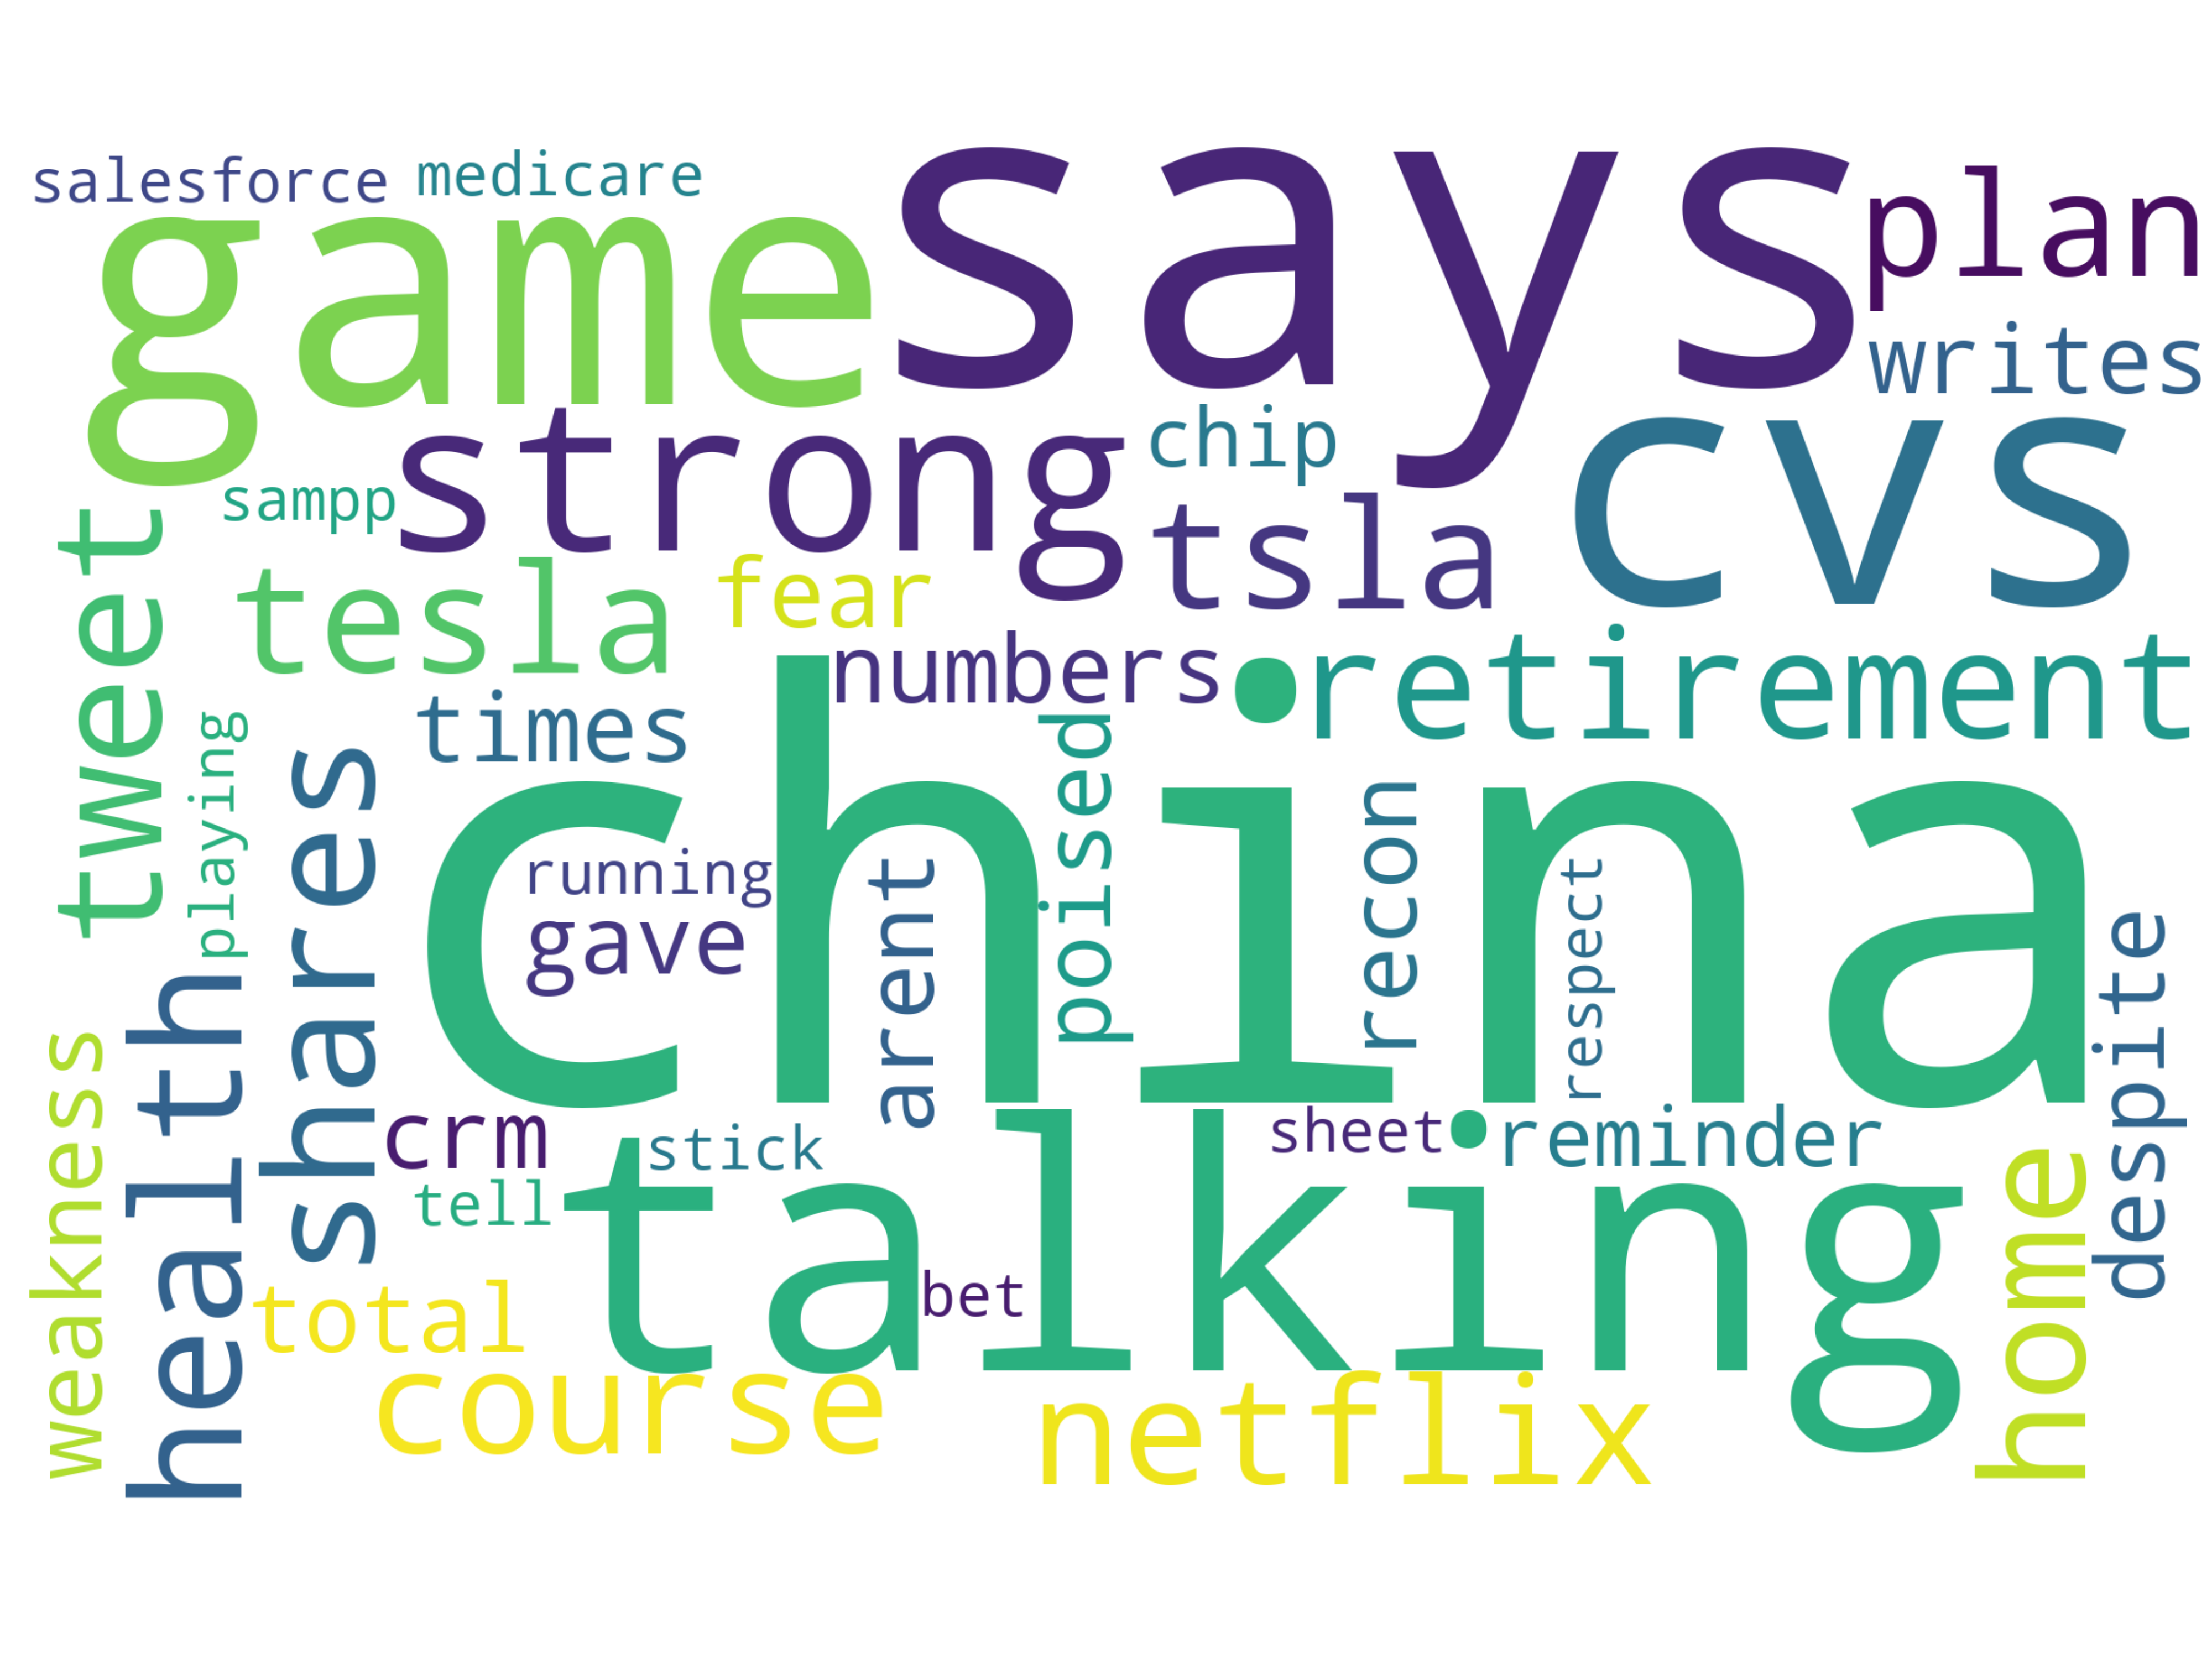 salesforce
medicare
game
says
plan
writes
strong
chip
cvs
sampp
tsla
tweet
tesla
fear
numbers
retirement
times
playing
shares
china
poised
recon
running
gave
arent
respect
despite
health
weakness
crm
stick
sheet
reminder
tell
talking
home
total
bet
course
netflix